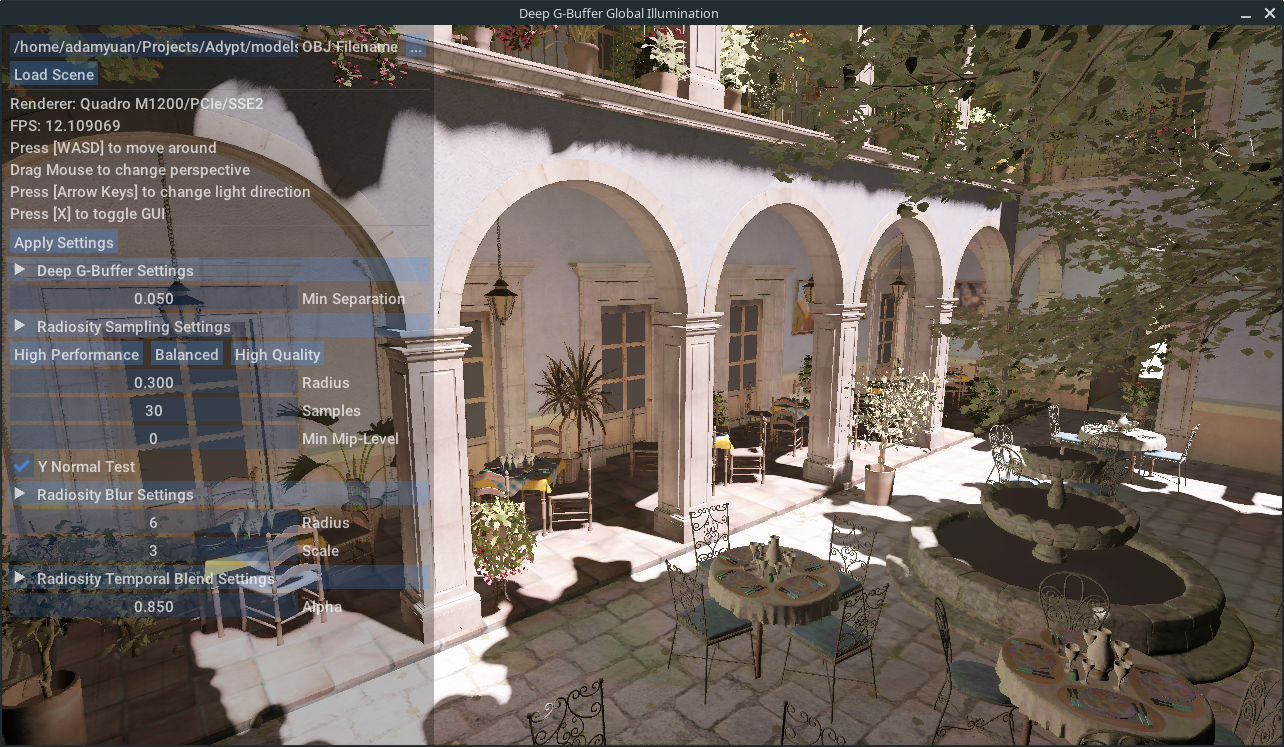 Deep G-Buffer Global Illumination
/home/adamyuan/Projects/Adypt/models OBJ Filename ...
Load Scene
Renderer: Quadro M1200/PCIe/SSE2
FPS: 12.109069
Press [WASD] to move around
Drag Mouse to change perspective
Press [Arrow Keys] to change light direction
Press [X] to toggle GUI
Apply Settings
Deep G-Buffer Settings
0.050 Min Separation
Radiosity Sampling Settings
High Performance Balanced High Quality
0.300 Radius
30 Samples
0 Min Mip-Level
Y Normal Test
Radiosity Blur Settings
6 Radius
3 Scale
Radiosity Temporal Blend Settings
0.850 Alpha